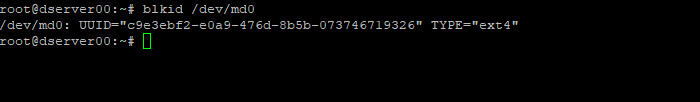 root@dserver00:~# blkid /dev/md0
/dev/md0: UUID="c9e3ebf2-e0a9-476d-8b5b-073746719326" TYPE="ext4"
root@dserver00:~#